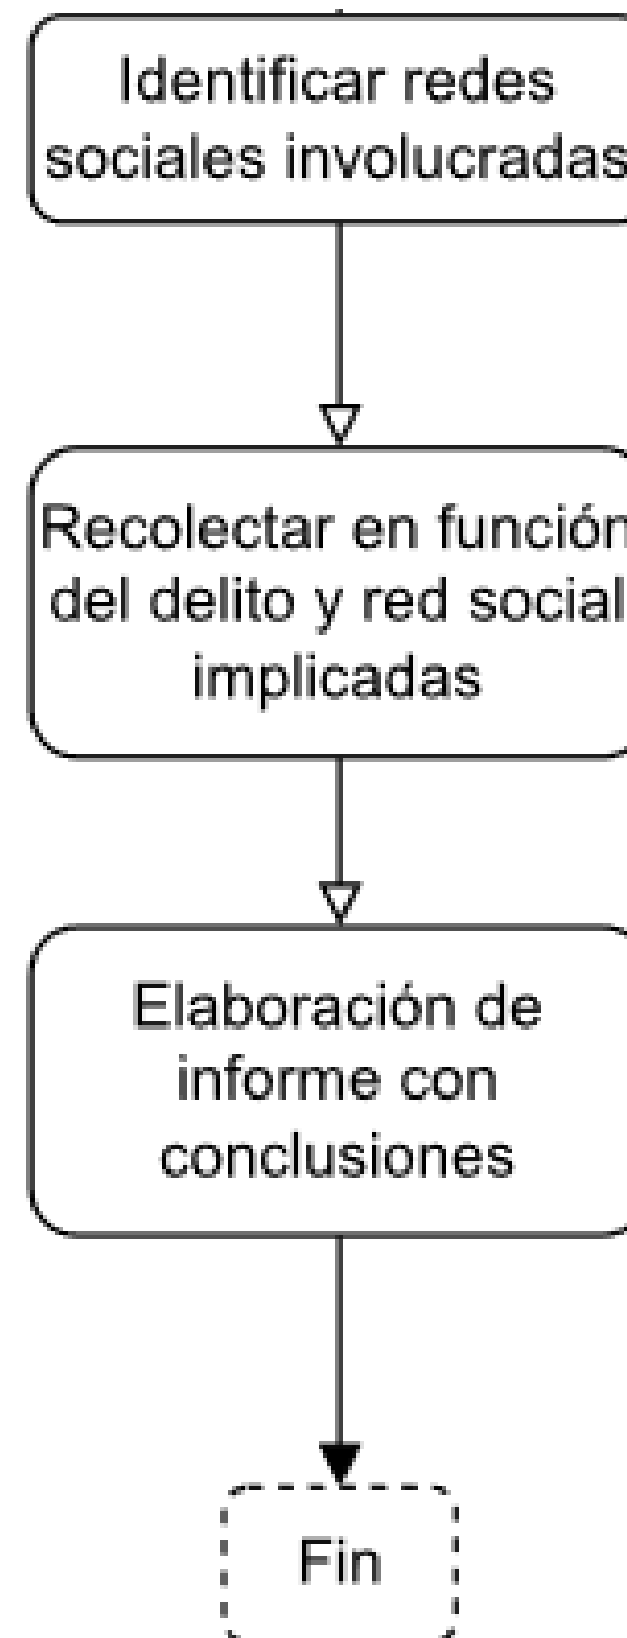 Identificar redes
sociales involucradas
Recolectar en función
del delito y red social
implicadas
Elaboración de
informe con
conclusiones
Fin